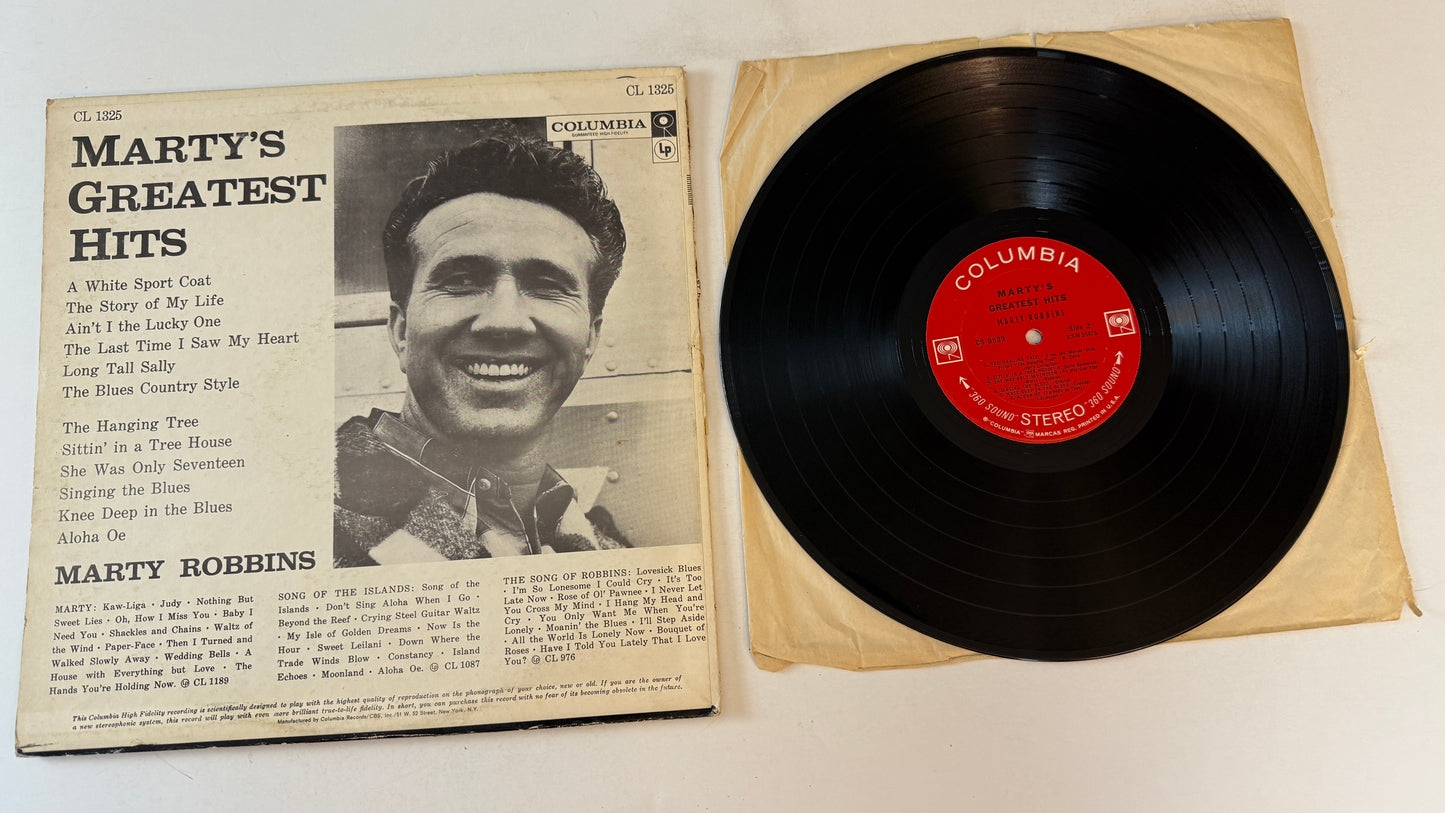 CL 1325
CL 1325
MARTY'S
GREATEST
HITS
COLUMBIA
GUARANTEED HIGH-FIDELITY
Lp
A White Sport Coat
The Story of My Life
Ain't I the Lucky One
The Last Time I Saw My Heart
Long Tall Sally
The Blues Country Style
The Hanging Tree
Sittin' in a Tree House
She Was Only Seventeen
Singing the Blues
Knee Deep in the Blues
Aloha Oe
MARTY ROBBINS
MARTY: Kaw-Liga • Judy • Nothing But
Sweet Lies • Oh, How I Miss You • Baby I
Need You • Shackles and Chains • Waltz of
the Wind • Paper-Face • Then I Turned and
Walked Slowly Away • Wedding Bells • A
House with Everything but Love • The
Hands You're Holding Now. Lp CL 1189
SONG OF THE ISLANDS: Song of the
Islands • Don't Sing Aloha When I Go •
Beyond the Reef • Crying Steel Guitar Waltz
• My Isle of Golden Dreams • Now Is the
Hour • Sweet Leilani • Down Where the
Trade Winds Blow • Constancy • Island
Echoes • Moonland • Aloha Oe. Lp CL 1087
THE SONG OF ROBBINS: Lovesick Blues
• I'm So Lonesome I Could Cry • It's Too
Late Now • Rose of Ol' Pawnee • I Never Let
You Cross My Mind • I Hang My Head and
Cry • You Only Want Me When You're
Lonely • Moanin' the Blues • I'll Step Aside
• All the World Is Lonely Now • Bouquet of
Roses • Have I Told You Lately That I Love
You? Lp CL 976
This Columbia High Fidelity recording is scientifically designed to play with the highest quality of reproduction on the phonograph of your choice, new or old. If you are the owner of
a new stereophonic system, this record will play with even more brilliant true-to-life fidelity. In short, you can purchase this record with no fear of its becoming obsolete in the future.
Manufactured by Columbia Records/CBS, Inc./51 W. 52 Street, New York, N.Y.
COLUMBIA
MARTY'S
GREATEST HITS
MARTY ROBBINS
Side 2
360 SOUND STEREO 360 SOUND
® "COLUMBIA", MARCAS REG. PRINTED IN U.S.A.